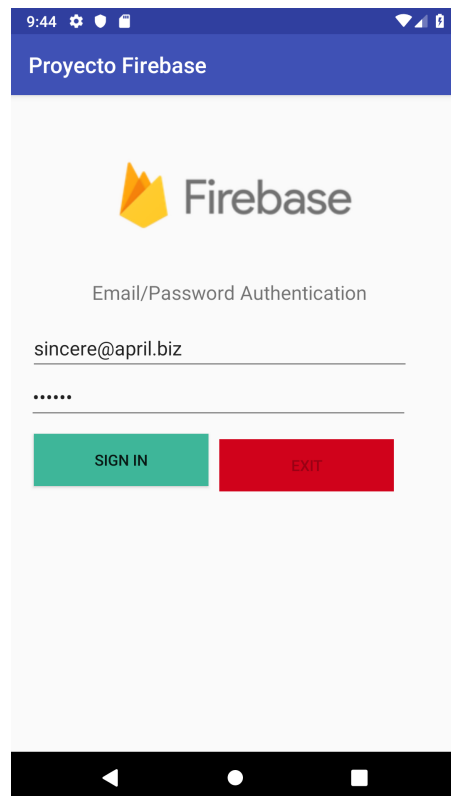 9:44
Proyecto Firebase
Firebase
Email/Password Authentication
sincere@april.biz
••••••
SIGN IN
EXIT